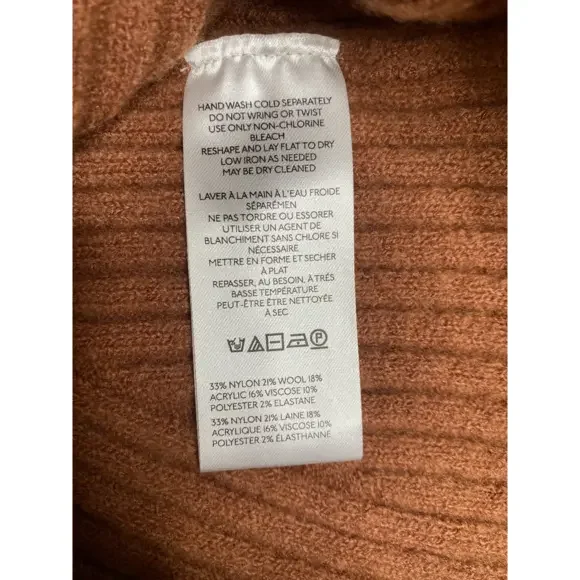 HAND WASH COLD SEPARATELY
DO NOT WRING OR TWIST
USE ONLY NON-CHLORINE
BLEACH
RESHAPE AND LAY FLAT TO DRY
LOW IRON AS NEEDED
MAY BE DRY CLEANED
LAVER À LA MAIN À L'EAU FROIDE
SÉPARÉMEN
NE PAS TORDRE OU ESSORER
UTILISER UN AGENT DE
BLANCHIMENT SANS CHLORE SI
NÉCESSAIRE
METTRE EN FORME ET SECHER
À PLAT
REPASSER, AU BESOIN, À TRÉS
BASSE TEMPÉRATURE
PEUT-ÊTRE ÊTRE NETTOYÉE
À SEC
P
33% NYLON 21% WOOL 18%
ACRYLIC 16% VISCOSE 10%
POLYESTER 2% ELASTANE
33% NYLON 21% LAINE 18%
ACRYLIQUE 16% VISCOSE 10%
POLYESTER 2% ÉLASTHANNE